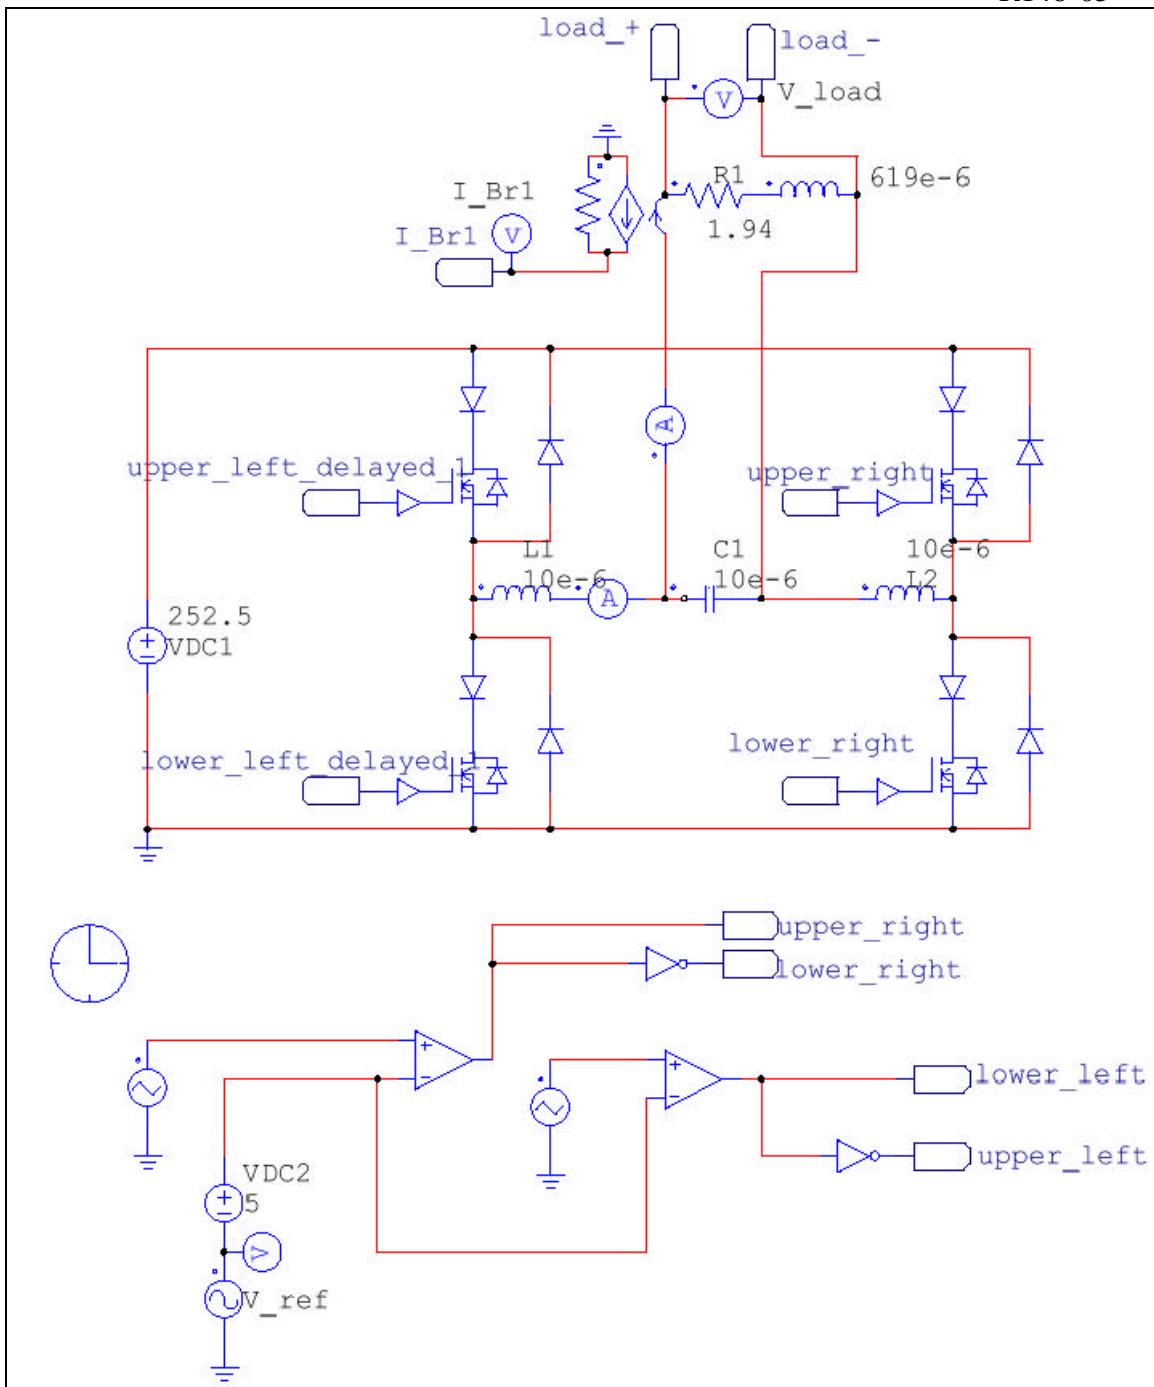 load_+
load_-
V_load
R1
619e-6
I_Br1
1.94
I_Br1
V
V
A
upper_left_delayed_1
upper_right
L1
C1
10e-6
10e-6
10e-6
L2
A
252.5
VDC1
lower_left_delayed_1
lower_right
upper_right
lower_right
lower_left
upper_left
VDC2
5
V
V_ref